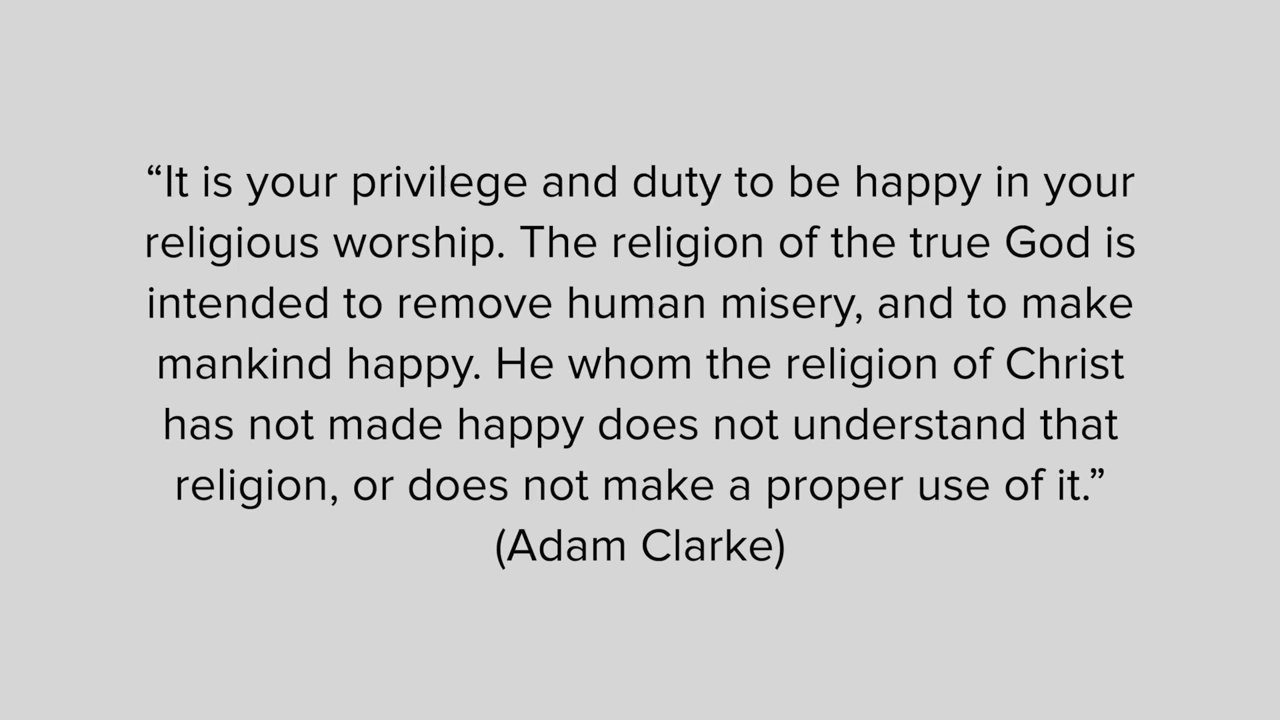 “It is your privilege and duty to be happy in your
religious worship. The religion of the true God is
intended to remove human misery, and to make
mankind happy. He whom the religion of Christ
has not made happy does not understand that
religion, or does not make a proper use of it.”
(Adam Clarke)